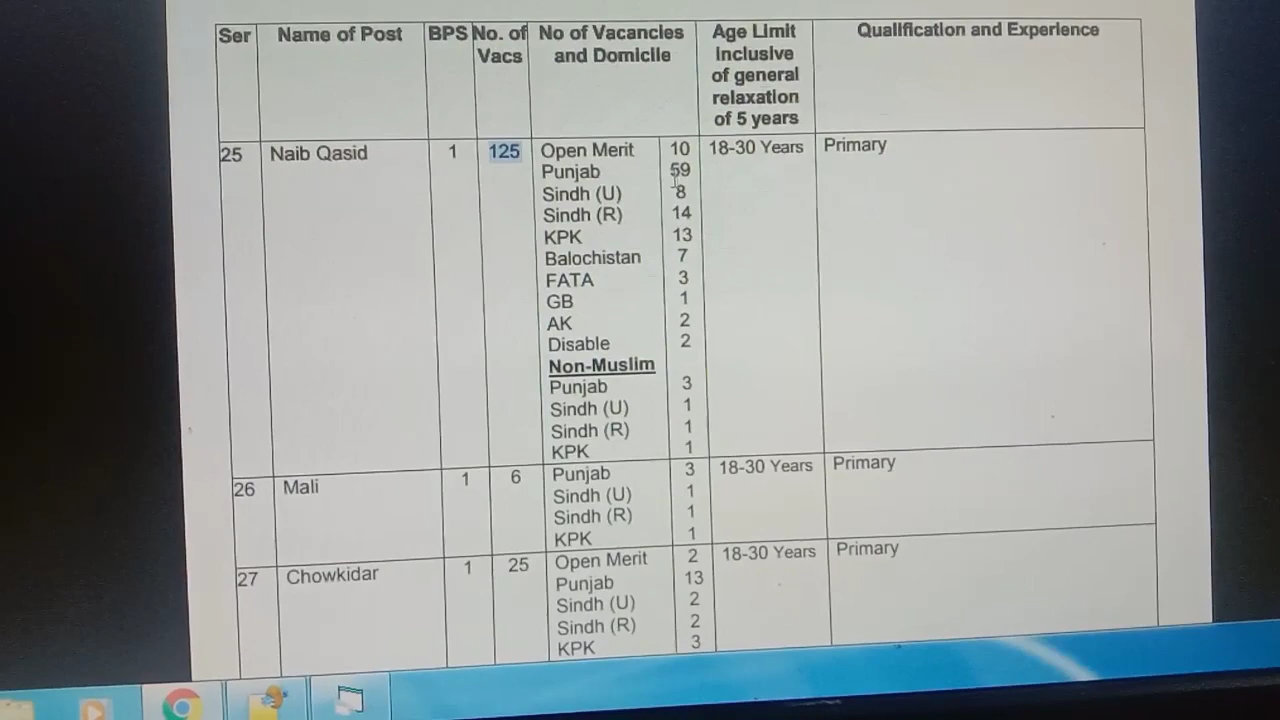 Ser Name of Post BPS No. of Vacs No of Vacancies and Domicile Age Limit Inclusive of general relaxation of 5 years Qualification and Experience
25 Naib Qasid 1 125 Open Merit 10 18-30 Years Primary
Punjab 59
Sindh (U) 8
Sindh (R) 14
KPK 13
Balochistan 7
FATA 3
GB 1
AK 2
Disable 2
Non-Muslim
Punjab 3
Sindh (U) 1
Sindh (R) 1
KPK 1
26 Mali 1 6 Punjab 3 18-30 Years Primary
Sindh (U) 1
Sindh (R) 1
KPK 1
27 Chowkidar 1 25 Open Merit 2 18-30 Years Primary
Punjab 13
Sindh (U) 2
Sindh (R) 2
KPK 3